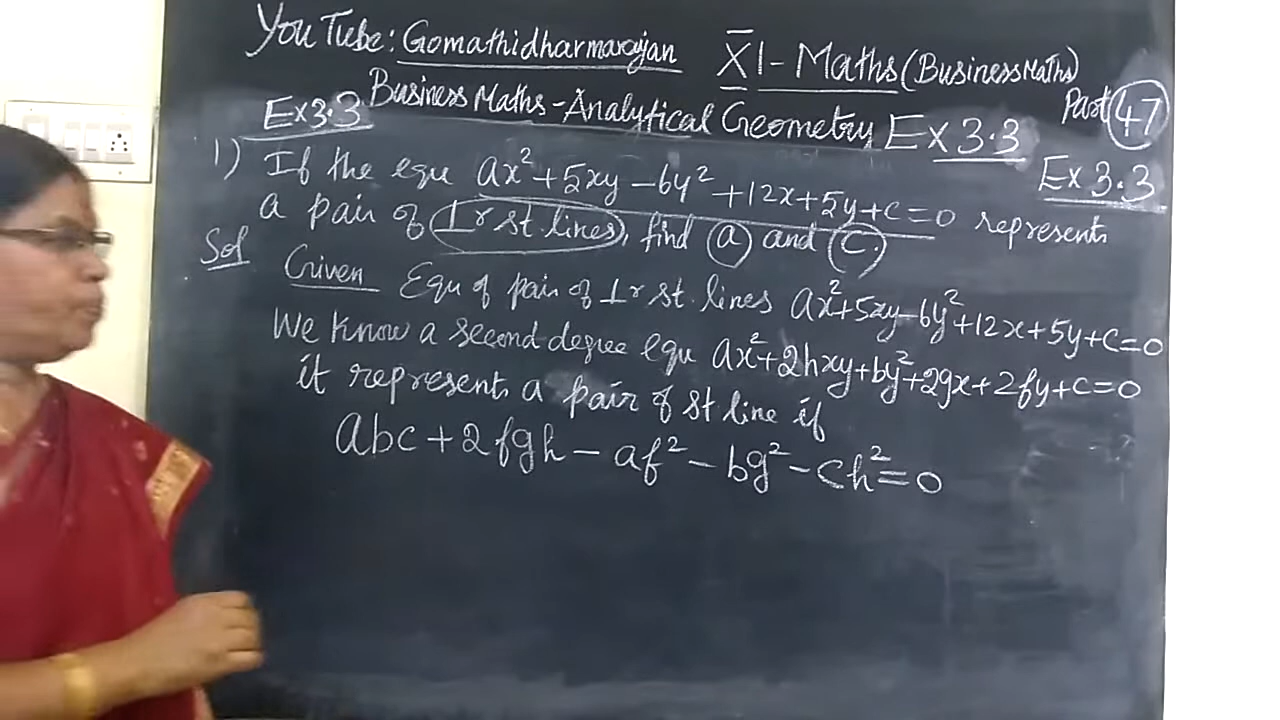 YouTube: Gomathidharmarajan XI - Maths (Business Maths)
Business Maths - Analytical Geometry Ex 3.3 Part 47
Ex 3.3
Ex 3.3
1) If the equ ax²+5xy-6y²+12x+5y+c=0 represents
a pair of ⊥r st. lines, find a and c.
Sol
Given Equ of pair of ⊥r st. lines ax²+5xy-6y²+12x+5y+c=0
We know a second degree equ ax²+2hxy+by²+2gx+2fy+c=0
it represents a pair of st line if
abc+2fgh-af²-bg²-ch²=0